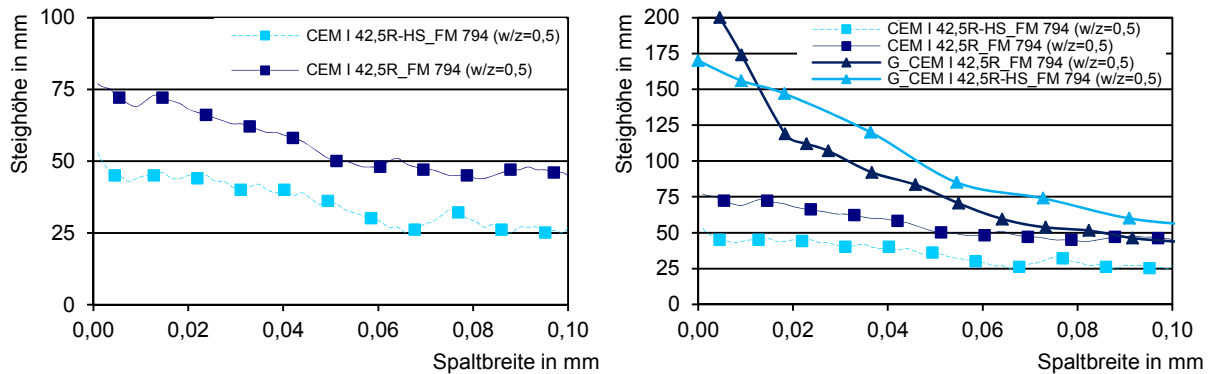 Steighöhe in mm
100
75
50
25
0
CEM I 42,5R-HS_FM 794 (w/z=0,5)
CEM I 42,5R_FM 794 (w/z=0,5)
0,00 0,02 0,04 0,06 0,08 0,10
Spaltbreite in mm
Steighöhe in mm
200
175
150
125
100
75
50
25
0
CEM I 42,5R-HS_FM 794 (w/z=0,5)
CEM I 42,5R_FM 794 (w/z=0,5)
G_CEM I 42,5R_FM 794 (w/z=0,5)
G_CEM I 42,5R-HS_FM 794 (w/z=0,5)
0,00 0,02 0,04 0,06 0,08 0,10
Spaltbreite in mm